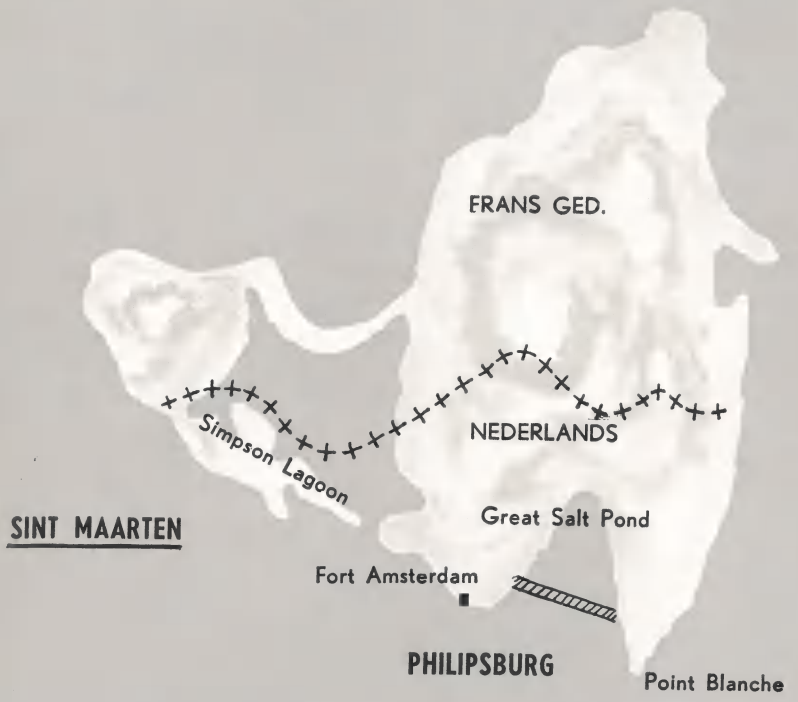 FRANS GED.
NEDERLANDS
Simpson Lagoon
SINT MAARTEN
Great Salt Pond
Fort Amsterdam
PHILIPSBURG
Point Blanche